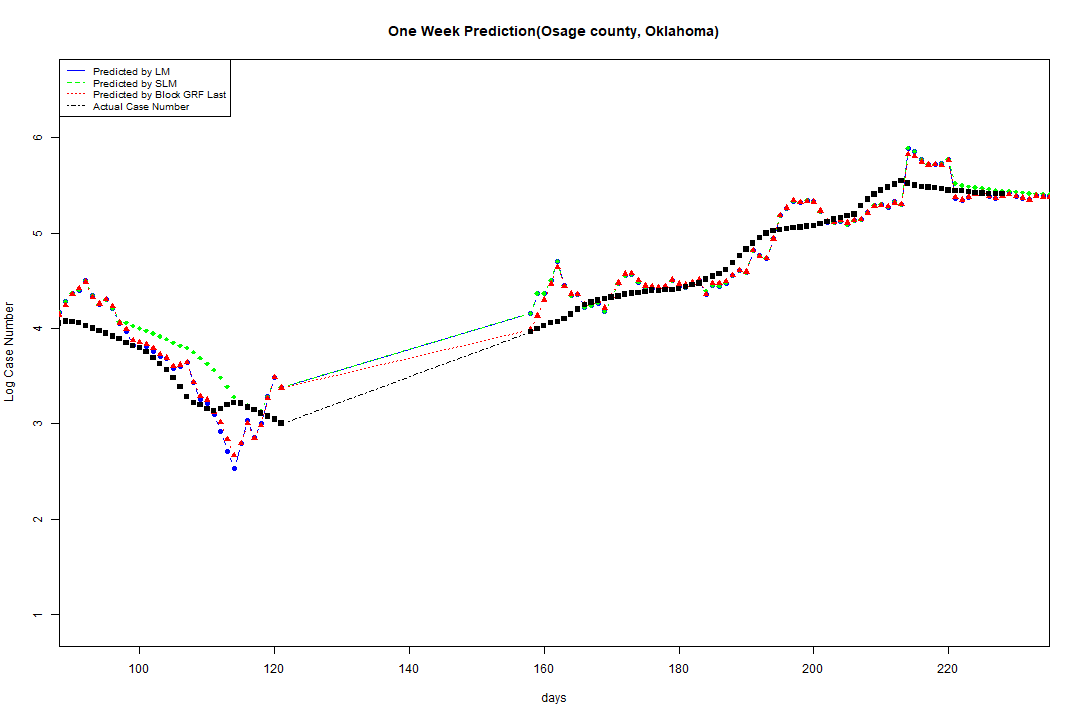 One Week Prediction(Osage county, Oklahoma)
Predicted by LM
Predicted by SLM
Predicted by Block GRF Last
Actual Case Number
6
5
4
3
2
1
Log Case Number
100 120 140 160 180 200 220
days